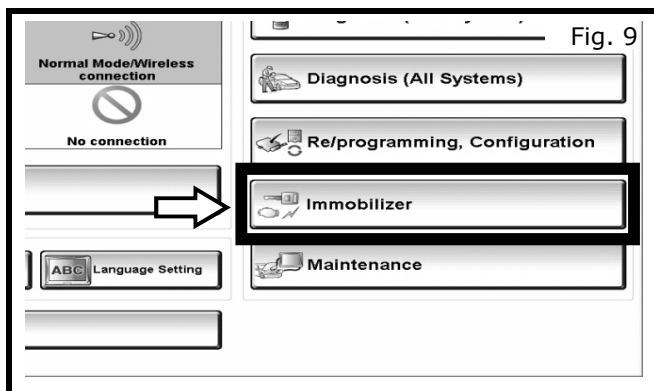 Fig. 9
Normal Mode/Wireless
connection
No connection
Diagnosis (All Systems)
Re/programming, Configuration
Immobilizer
Maintenance
ABC Language Setting